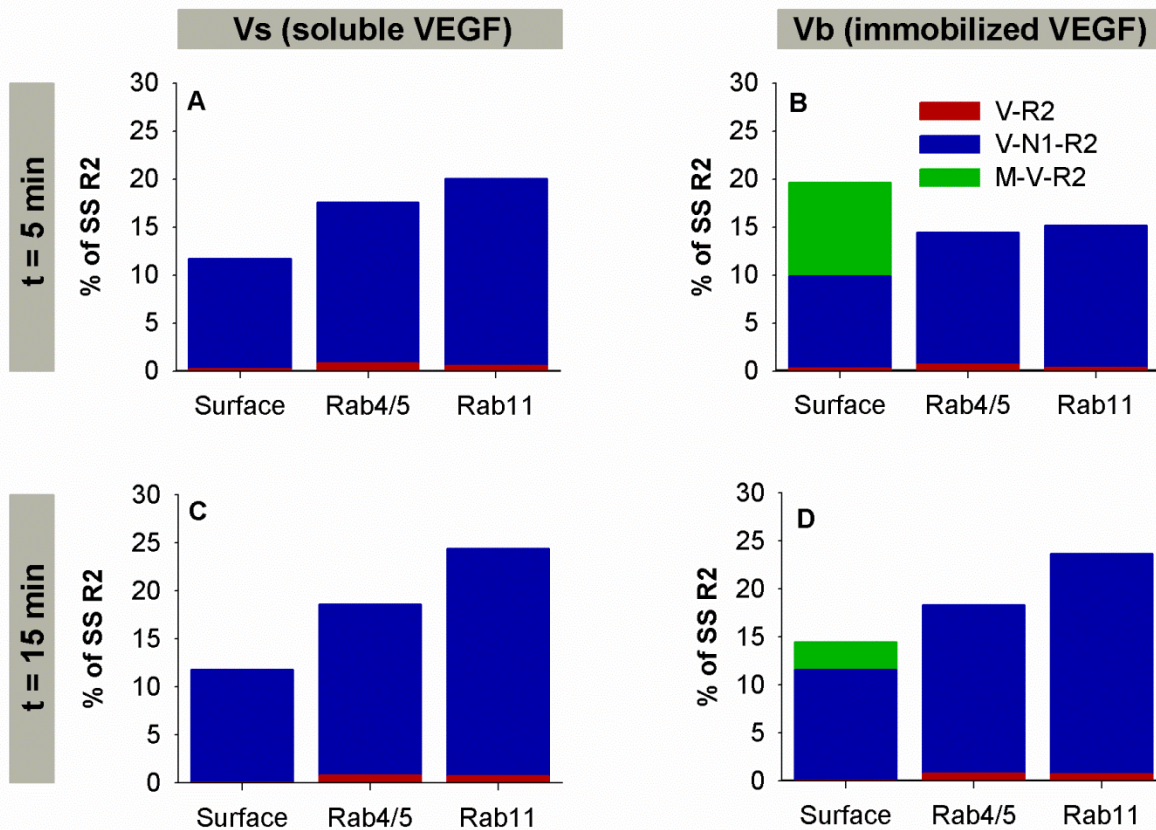 Vs (soluble VEGF)
Vb (immobilized VEGF)
t = 5 min
% of SS R2
30
25
20
15
10
5
0
A
Surface Rab4/5 Rab11
% of SS R2
30
25
20
15
10
5
0
B
V-R2
V-N1-R2
M-V-R2
Surface Rab4/5 Rab11
t = 15 min
% of SS R2
30
25
20
15
10
5
0
C
Surface Rab4/5 Rab11
% of SS R2
30
25
20
15
10
5
0
D
Surface Rab4/5 Rab11